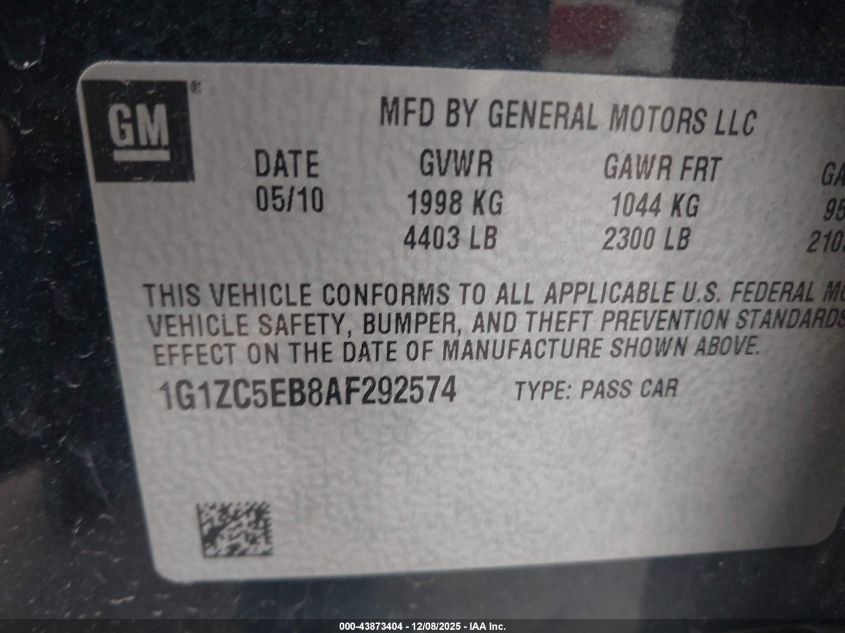 GM®
MFD BY GENERAL MOTORS LLC
DATE GVWR GAWR FRT
05/10 1998 KG 1044 KG
4403 LB 2300 LB
THIS VEHICLE CONFORMS TO ALL APPLICABLE U.S. FEDERAL
VEHICLE SAFETY, BUMPER, AND THEFT PREVENTION STANDARDS
EFFECT ON THE DATE OF MANUFACTURE SHOWN ABOVE.
1G1ZC5EB8AF292574 TYPE: PASS CAR
000-43873404 - 12/08/2025 - IAA Inc.